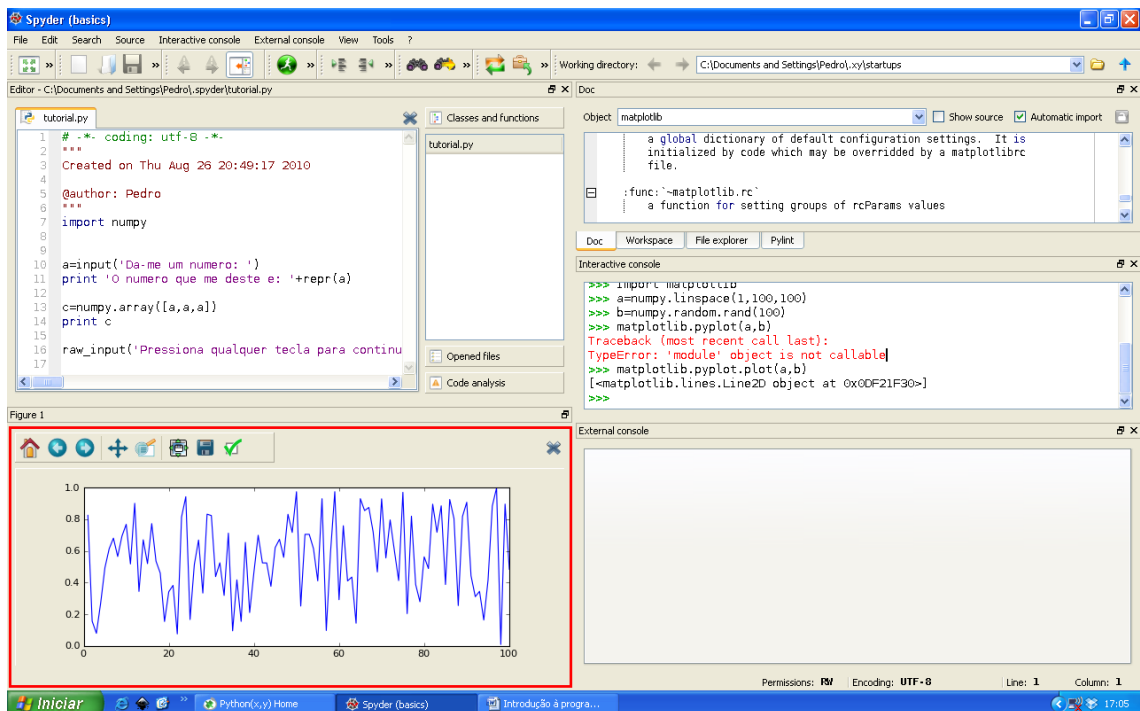 Spyder (basics)
File Edit Search Source Interactive console External console View Tools ?
Working directory: C:\Documents and Settings\Pedro\.xy\startups
Editor - C:\Documents and Settings\Pedro\.spyder\tutorial.py
tutorial.py
1 # -*- coding: utf-8 -*-
2 """
3 Created on Thu Aug 26 20:49:17 2010
4
5 @author: Pedro
6 """
7 import numpy
8
9
10 a=input('Da-me um numero: ')
11 print 'O numero que me deste e: '+repr(a)
12
13 c=numpy.array([a,a,a])
14 print c
15
16 raw_input('Pressiona qualquer tecla para continu
17
Classes and functions
tutorial.py
Opened files
Code analysis
Doc
Object matplotlib Show source Automatic import
a global dictionary of default configuration settings. It is
initialized by code which may be overridded by a matplotlibrc
file.
:func:`~matplotlib.rc`
a function for setting groups of rcParams values
Doc Workspace File explorer Pylint
Interactive console
>>> import matplotlib
>>> a=numpy.linspace(1,100,100)
>>> b=numpy.random.rand(100)
>>> matplotlib.pyplot(a,b)
Traceback (most recent call last):
TypeError: 'module' object is not callable
>>> matplotlib.pyplot.plot(a,b)
[<matplotlib.lines.Line2D object at 0x0DF21F30>]
>>>
Figure 1
1.0
0.8
0.6
0.4
0.2
0.0
0 20 40 60 80 100
External console
Permissions: RW Encoding: UTF-8 Line: 1 Column: 1
Iniciar Python(x,y) Home Spyder (basics) Introdução à progra... 17:05